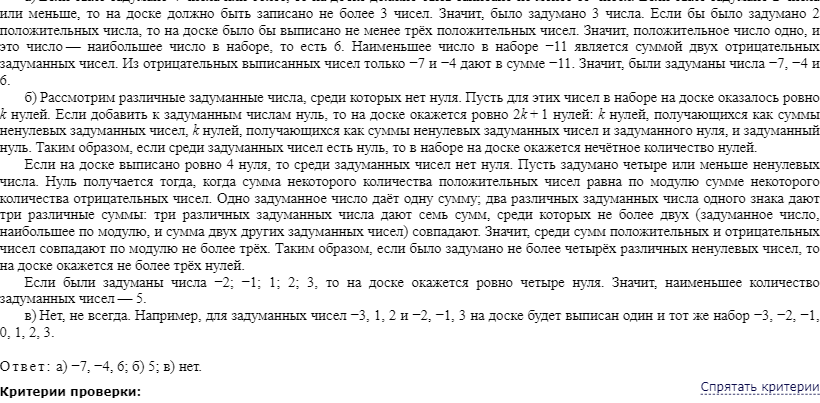 или меньше, то на доске должно быть записано не более 3 чисел. Значит, было задумано 3 числа. Если бы было задумано 2
положительных числа, то на доске было бы выписано не менее трёх положительных чисел. Значит, положительное число одно, и
это число — наибольшее число в наборе, то есть 6. Наименьшее число в наборе −11 является суммой двух отрицательных
задуманных чисел. Из отрицательных выписанных чисел только −7 и −4 дают в сумме −11. Значит, были задуманы числа −7, −4 и
6.
б) Рассмотрим различные задуманные числа, среди которых нет нуля. Пусть для этих чисел в наборе на доске оказалось ровно
k нулей. Если добавить к задуманным числам нуль, то на доске окажется ровно 2k + 1 нулей: k нулей, получающихся как суммы
ненулевых задуманных чисел, k нулей, получающихся как суммы ненулевых задуманных чисел и задуманного нуля, и задуманный
нуль. Таким образом, если среди задуманных чисел есть нуль, то в наборе на доске окажется нечётное количество нулей.
Если на доске выписано ровно 4 нуля, то среди задуманных чисел нет нуля. Пусть задумано четыре или меньше ненулевых
числа. Нуль получается тогда, когда сумма некоторого количества положительных чисел равна по модулю сумме некоторого
количества отрицательных чисел. Одно задуманное число даёт одну сумму; два различных задуманных числа одного знака дают
три различные суммы: три различных задуманных числа дают семь сумм, среди которых не более двух (задуманное число,
наибольшее по модулю, и сумма двух других задуманных чисел) совпадают. Значит, среди сумм положительных и отрицательных
чисел совпадают по модулю не более трёх. Таким образом, если было задумано не более четырёх различных ненулевых чисел, то
на доске окажется не более трёх нулей.
Если были задуманы числа −2; −1; 1; 2; 3, то на доске окажется ровно четыре нуля. Значит, наименьшее количество
задуманных чисел — 5.
в) Нет, не всегда. Например, для задуманных чисел −3, 1, 2 и −2, −1, 3 на доске будет выписан один и тот же набор −3, −2, −1,
0, 1, 2, 3.
Ответ: а) −7, −4, 6; б) 5; в) нет.
Критерии проверки:
Спрятать критерии